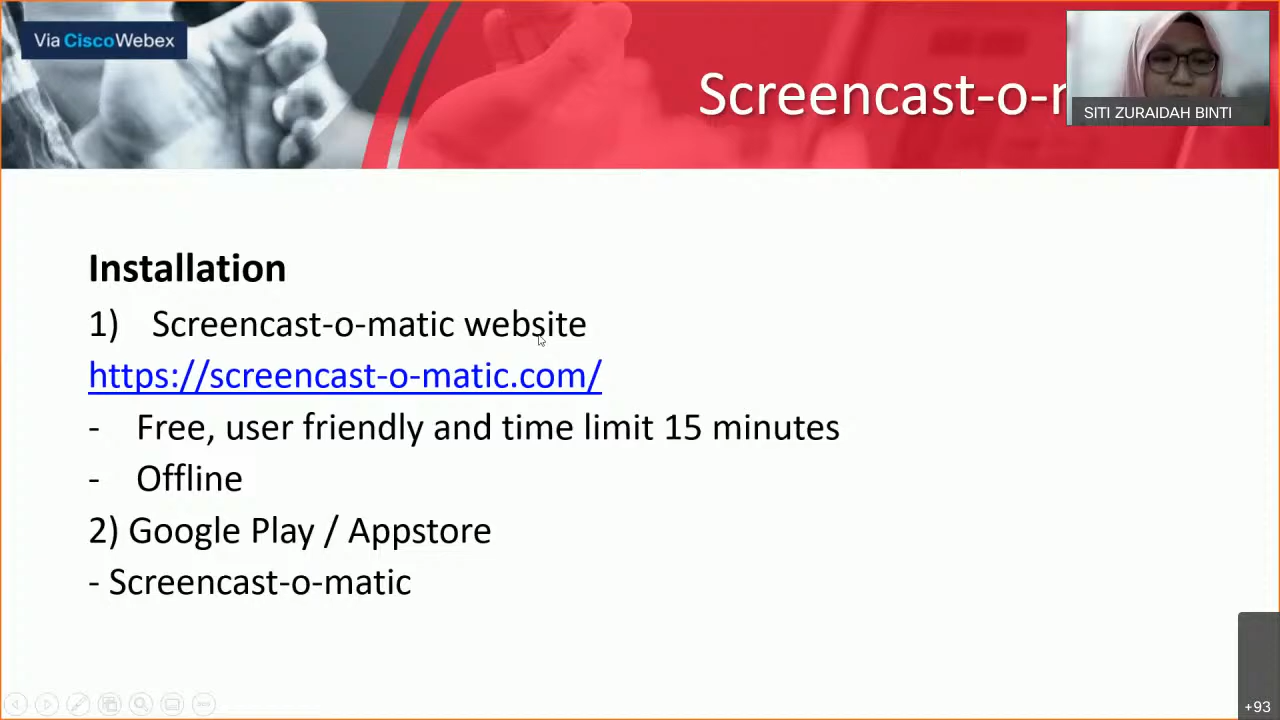 Via CiscoWebex
Screencast-o-
SITI ZURAIDAH BINTI
Installation
1) Screencast-o-matic website
https://screencast-o-matic.com/
- Free, user friendly and time limit 15 minutes
- Offline
2) Google Play / Appstore
- Screencast-o-matic
+93